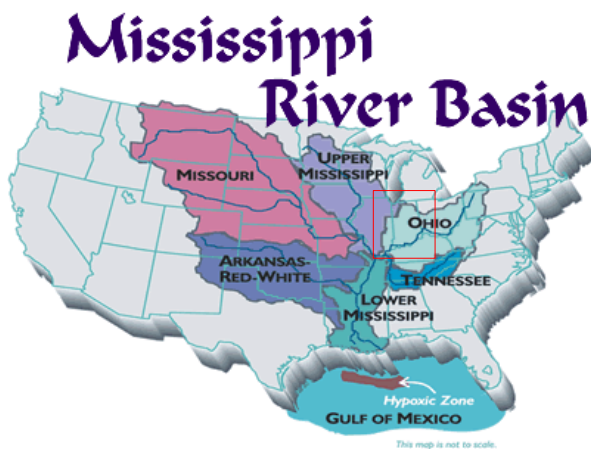 Mississippi
River Basin
UPPER
MISSISSIPPI
MISSOURI
OHIO
ARKANSAS-
RED-WHITE
TENNESSEE
LOWER
MISSISSIPPI
Hypoxic Zone
GULF OF MEXICO
This map is not to scale.